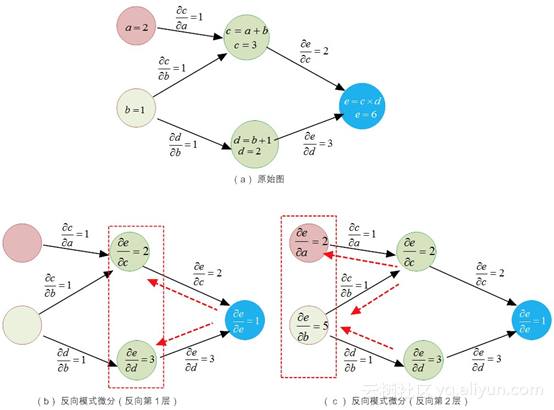 a=2
∂c/∂a=1
c=a+b
c=3
∂e/∂c=2
∂c/∂b=1
b=1
e=c×d
e=6
∂d/∂b=1
d=b+1
d=2
∂e/∂d=3
(a)原始图
∂c/∂a=1
∂e/∂c=2
∂e/∂c=2
∂c/∂b=1
∂e/∂e=1
∂d/∂b=1
∂e/∂d=3
∂e/∂d=3
(b)反向模式微分(反向第1层)
∂e/∂a=2
∂c/∂a=1
∂e/∂c=2
∂e/∂c=2
∂c/∂b=1
∂e/∂b=5
∂e/∂e=1
∂d/∂b=1
∂e/∂d=3
∂e/∂d=3
(c)反向模式微分(反向第2层)
云栖社区 yq.aliyun.com